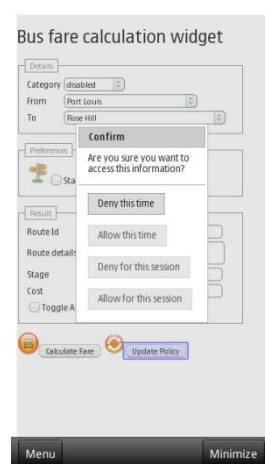 Bus fare calculation widget
Details
Category disabled
From Port Louis
To Rose Hill
Confirm
Are you sure you want to
access this information?
Preferences
Sta
Deny this time
Allow this time
Deny for this session
Allow for this session
Result
Route Id
Route details
Stage
Cost
Toggle A
Calculate Fare Update Policy
Menu Minimize